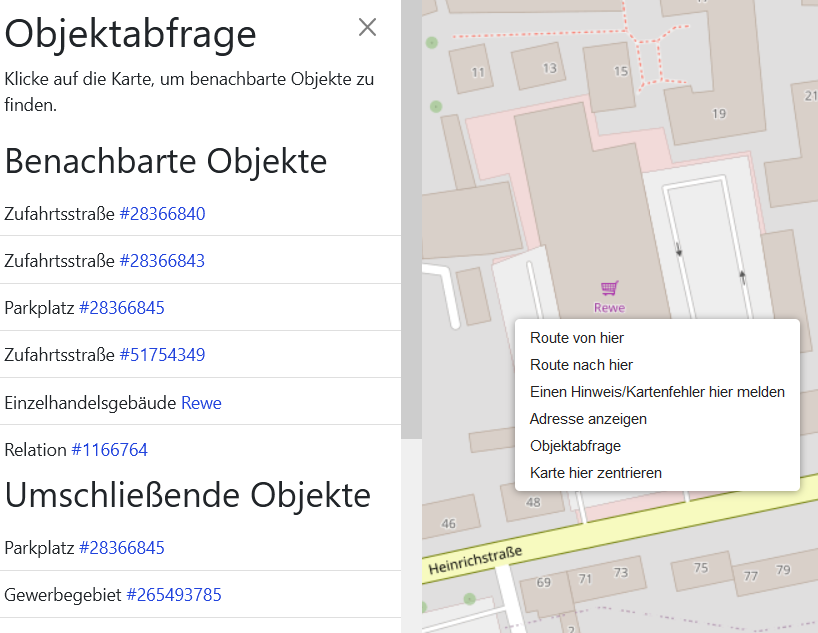 Objektabfrage
Klicke auf die Karte, um benachbarte Objekte zu
finden.
Benachbarte Objekte
Zufahrtsstraße #28366840
Zufahrtsstraße #28366843
Parkplatz #28366845
Zufahrtsstraße #51754349
Einzelhandelsgebäude Rewe
Relation #1166764
Umschließende Objekte
Parkplatz #28366845
Gewerbegebiet #265493785
11
13
15
19
21
Rewe
Route von hier
Route nach hier
Einen Hinweis/Kartenfehler hier melden
Adresse anzeigen
Objektabfrage
Karte hier zentrieren
46
48
Heinrichstraße
69
71
73
75
77
79
2